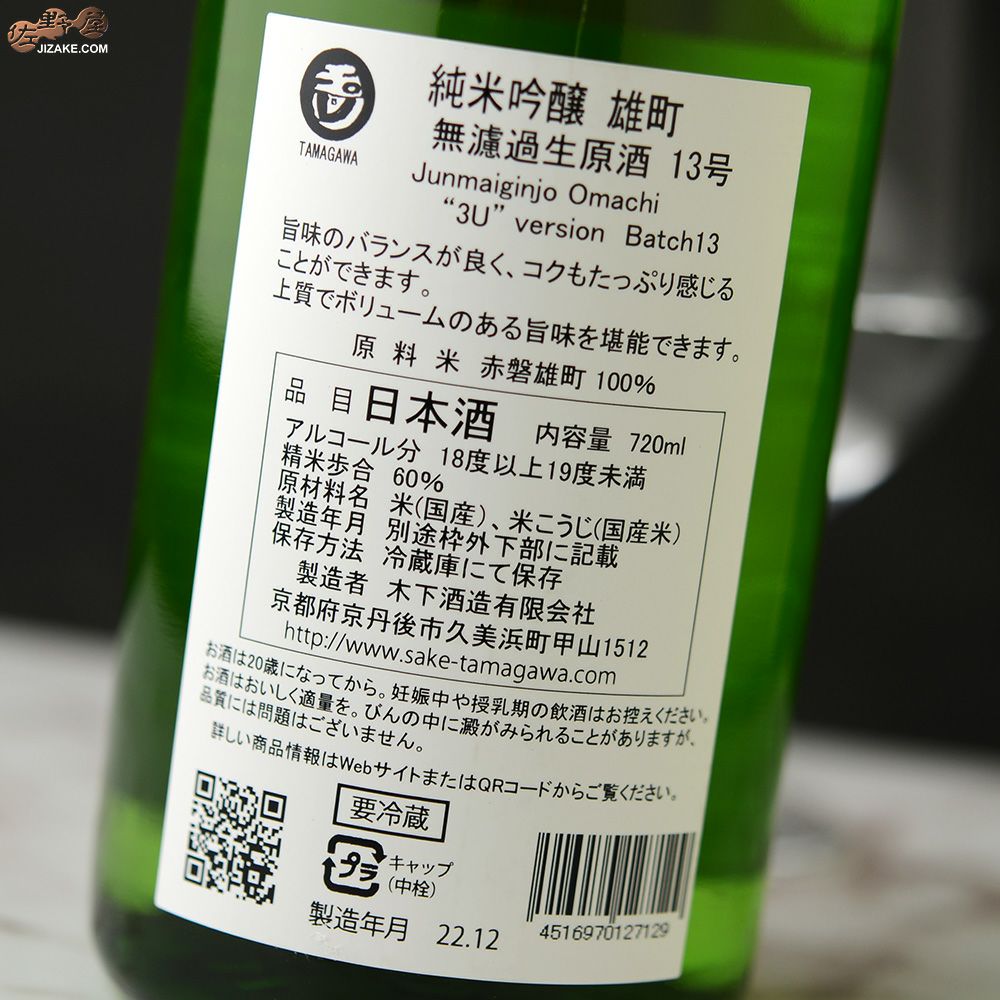 佐野屋
JIZAKE.COM
TAMAGAWA
純米吟醸 雄町
無濾過生原酒 13号
Junmaiginjo Omachi
“3U” version Batch13
旨味のバランスが良く、コクもたっぷり感じる
ことができます。
上質でボリュームのある旨味を堪能できます。
原料米 赤磐雄町 100%
品目 日本酒 内容量 720ml
アルコール分 18度以上19度未満
精米歩合 60%
原材料名 米(国産)、米こうじ(国産米)
製造年月 別途枠外下部に記載
保存方法 冷蔵庫にて保存
製造者 木下酒造有限会社
京都府京丹後市久美浜町甲山1512
http://www.sake-tamagawa.com
お酒は20歳になってから。妊娠中や授乳期の飲酒はお控えください。
お酒はおいしく適量を。びんの中に澱がみられることがありますが、
品質には問題はございません。
詳しい商品情報はWebサイトまたはQRコードからご覧ください。
要冷蔵
プラ
キャップ
(中栓)
製造年月 22.12
4516970127129